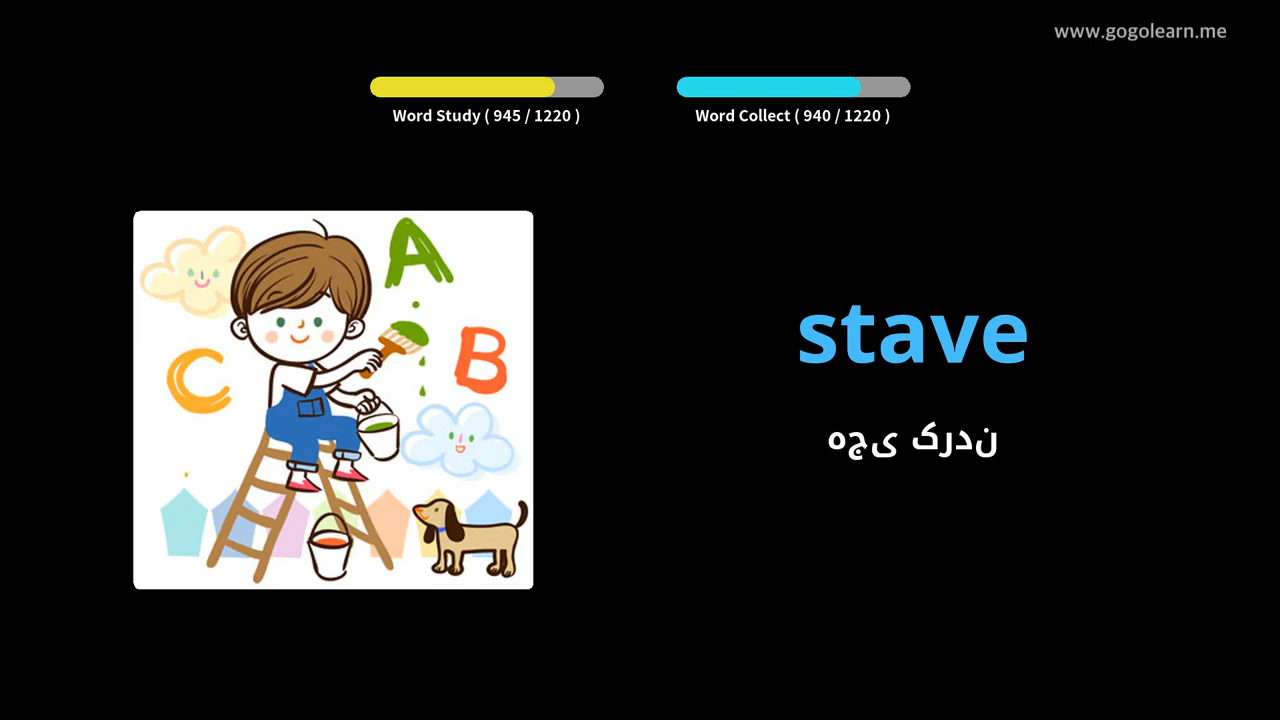 www.gogolearn.me
Word Study ( 945 / 1220 )
Word Collect ( 940 / 1220 )
A
B
C
stave
هجی کردن